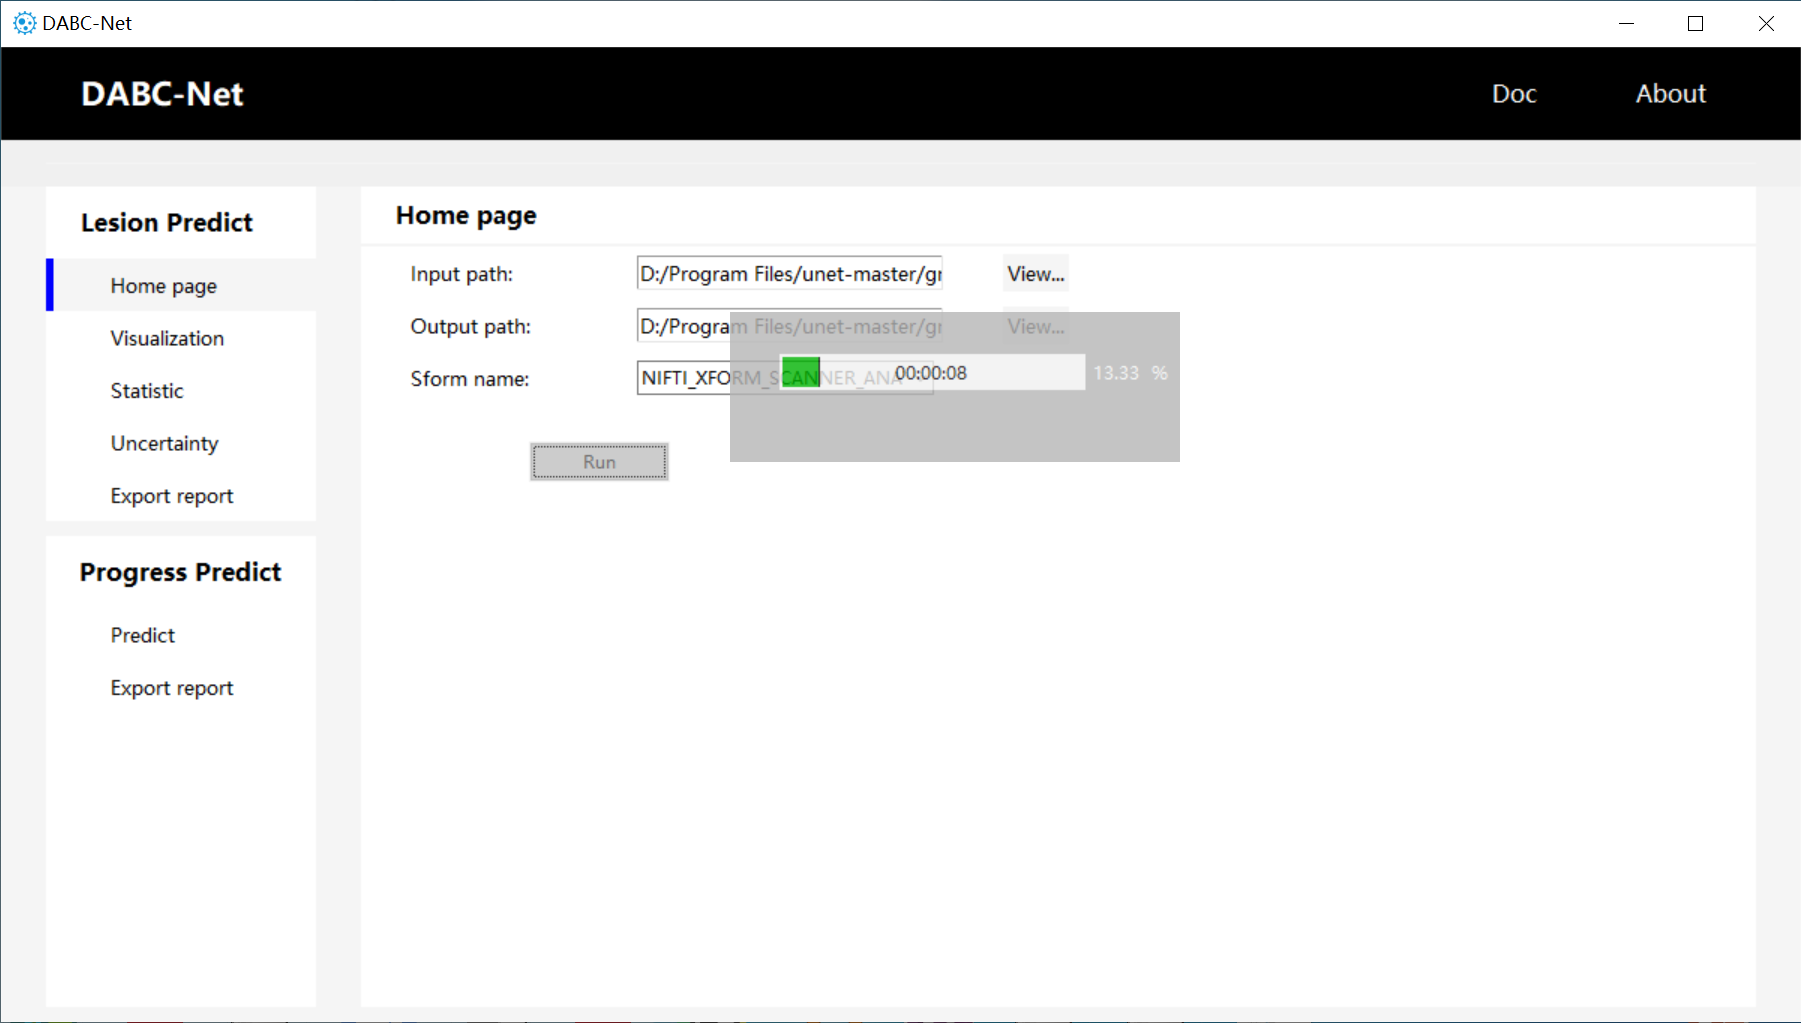 DABC-Net
DABC-Net
Doc
About
Lesion Predict
Home page
Visualization
Statistic
Uncertainty
Export report
Progress Predict
Predict
Export report
Home page
Input path:
D:/Program Files/unet-master/gr
View...
Output path:
D:/Program Files/unet-master/gr
View...
Sform name:
NIFTI_XFORM_SCANNER_ANA
00:00:08
13.33 %
Run